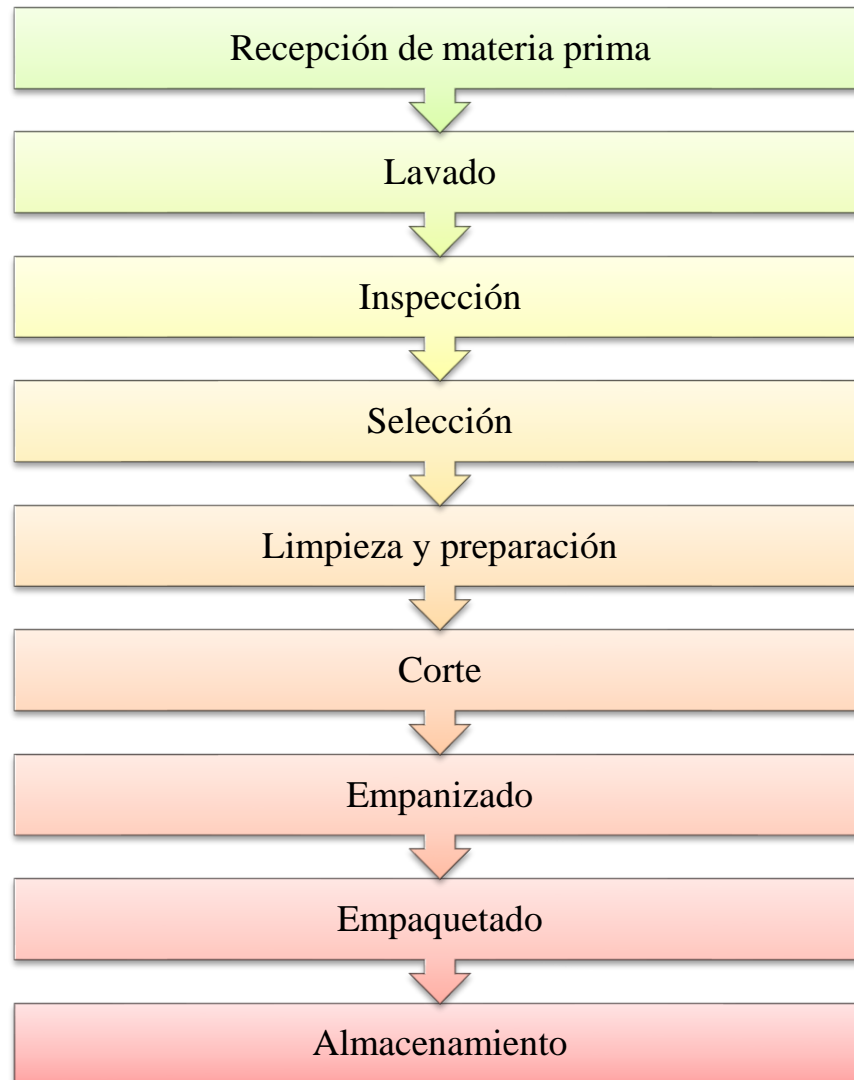 Recepción de materia prima
Lavado
Inspección
Selección
Limpieza y preparación
Corte
Empanizado
Empaquetado
Almacenamiento